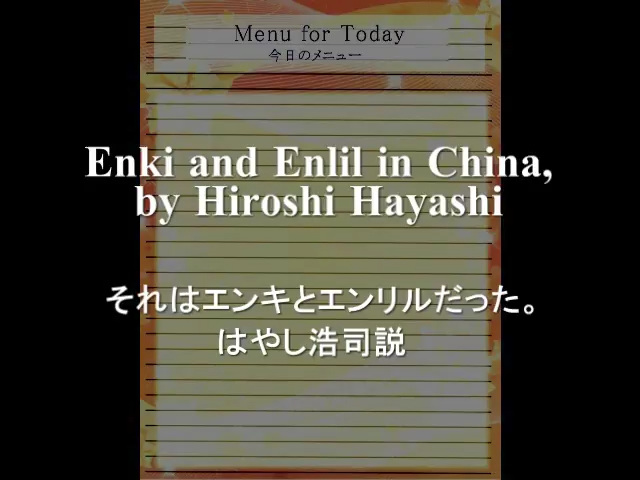 Menu for Today
今日のメニュー
Enki and Enlil in China,
by Hiroshi Hayashi
それはエンキとエンリルだった。
はやし浩司説